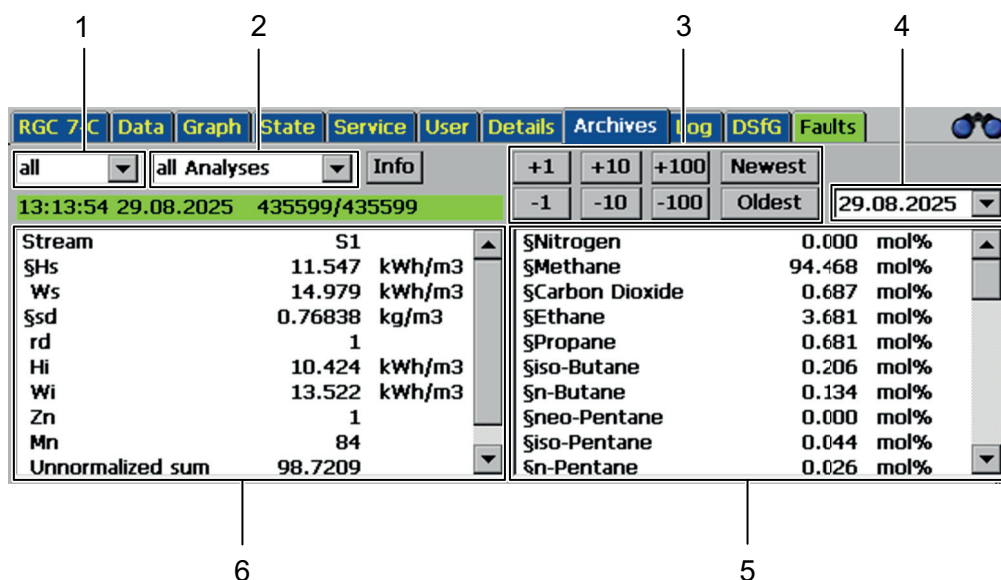 1 2 3 4
RGC 7-C Data Graph State Service User Details Archives Log DSfG Faults
all all Analyses Info +1 +10 +100 Newest
13:13:54 29.08.2025 435599/435599 -1 -10 -100 Oldest 29.08.2025
Stream S1
§Hs 11.547 kWh/m3
Ws 14.979 kWh/m3
§sd 0.76838 kg/m3
rd 1
Hi 10.424 kWh/m3
Wi 13.522 kWh/m3
Zn 1
Mn 84
Unnormalized sum 98.7209
§Nitrogen 0.000 mol%
§Methane 94.468 mol%
§Carbon Dioxide 0.687 mol%
§Ethane 3.681 mol%
§Propane 0.681 mol%
§iso-Butane 0.206 mol%
§n-Butane 0.134 mol%
§neo-Pentane 0.000 mol%
§iso-Pentane 0.044 mol%
§n-Pentane 0.026 mol%
6 5